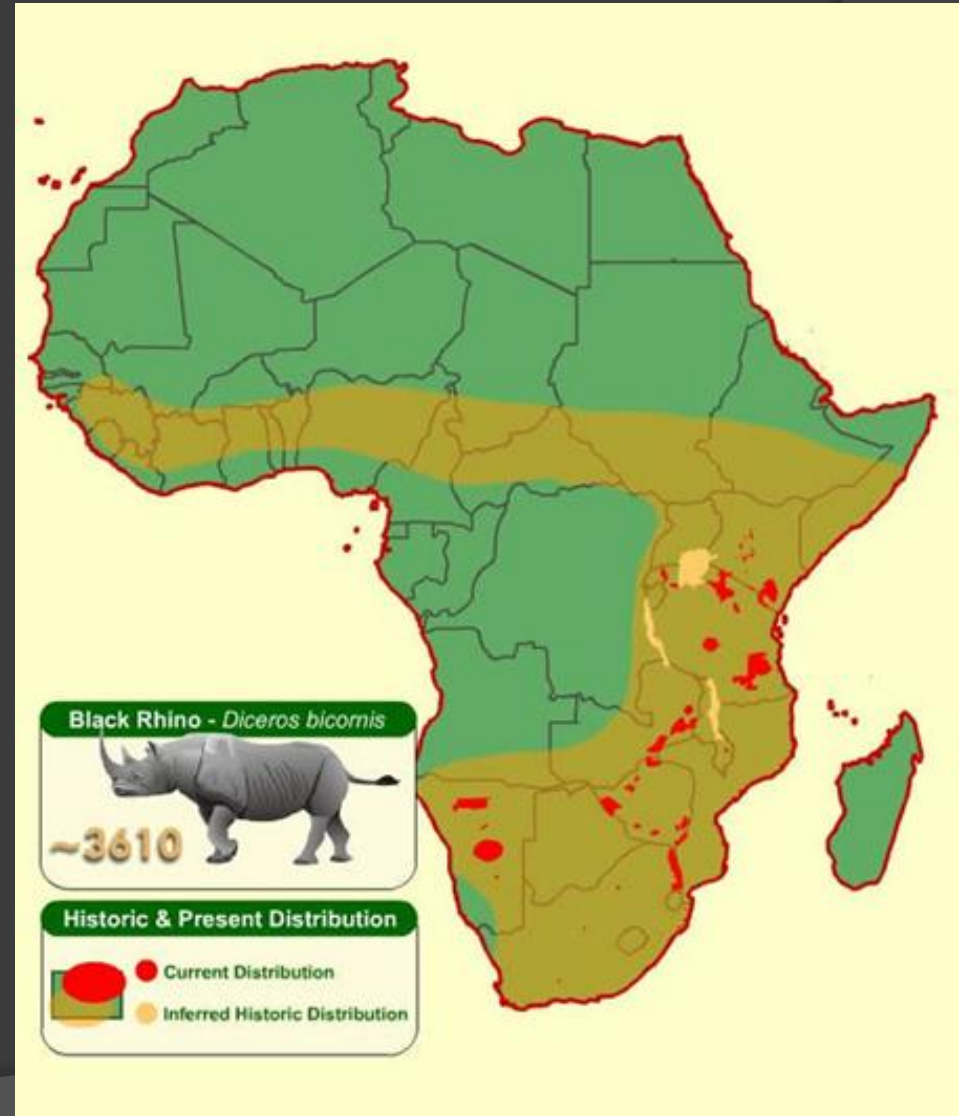 Black Rhino - Diceros bicornis
~3610
Historic & Present Distribution
Current Distribution
Inferred Historic Distribution